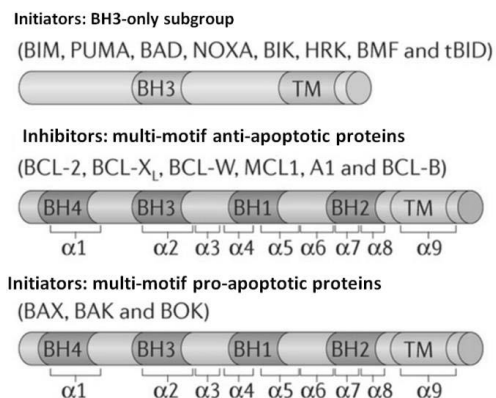 Initiators: BH3-only subgroup
(BIM, PUMA, BAD, NOXA, BIK, HRK, BMF and tBID)
BH3 TM
Inhibitors: multi-motif anti-apoptotic proteins
(BCL-2, BCL-X_L, BCL-W, MCL1, A1 and BCL-B)
BH4 BH3 BH1 BH2 TM
α1 α2 α3 α4 α5 α6 α7 α8 α9
Initiators: multi-motif pro-apoptotic proteins
(BAX, BAK and BOK)
BH4 BH3 BH1 BH2 TM
α1 α2 α3 α4 α5 α6 α7 α8 α9